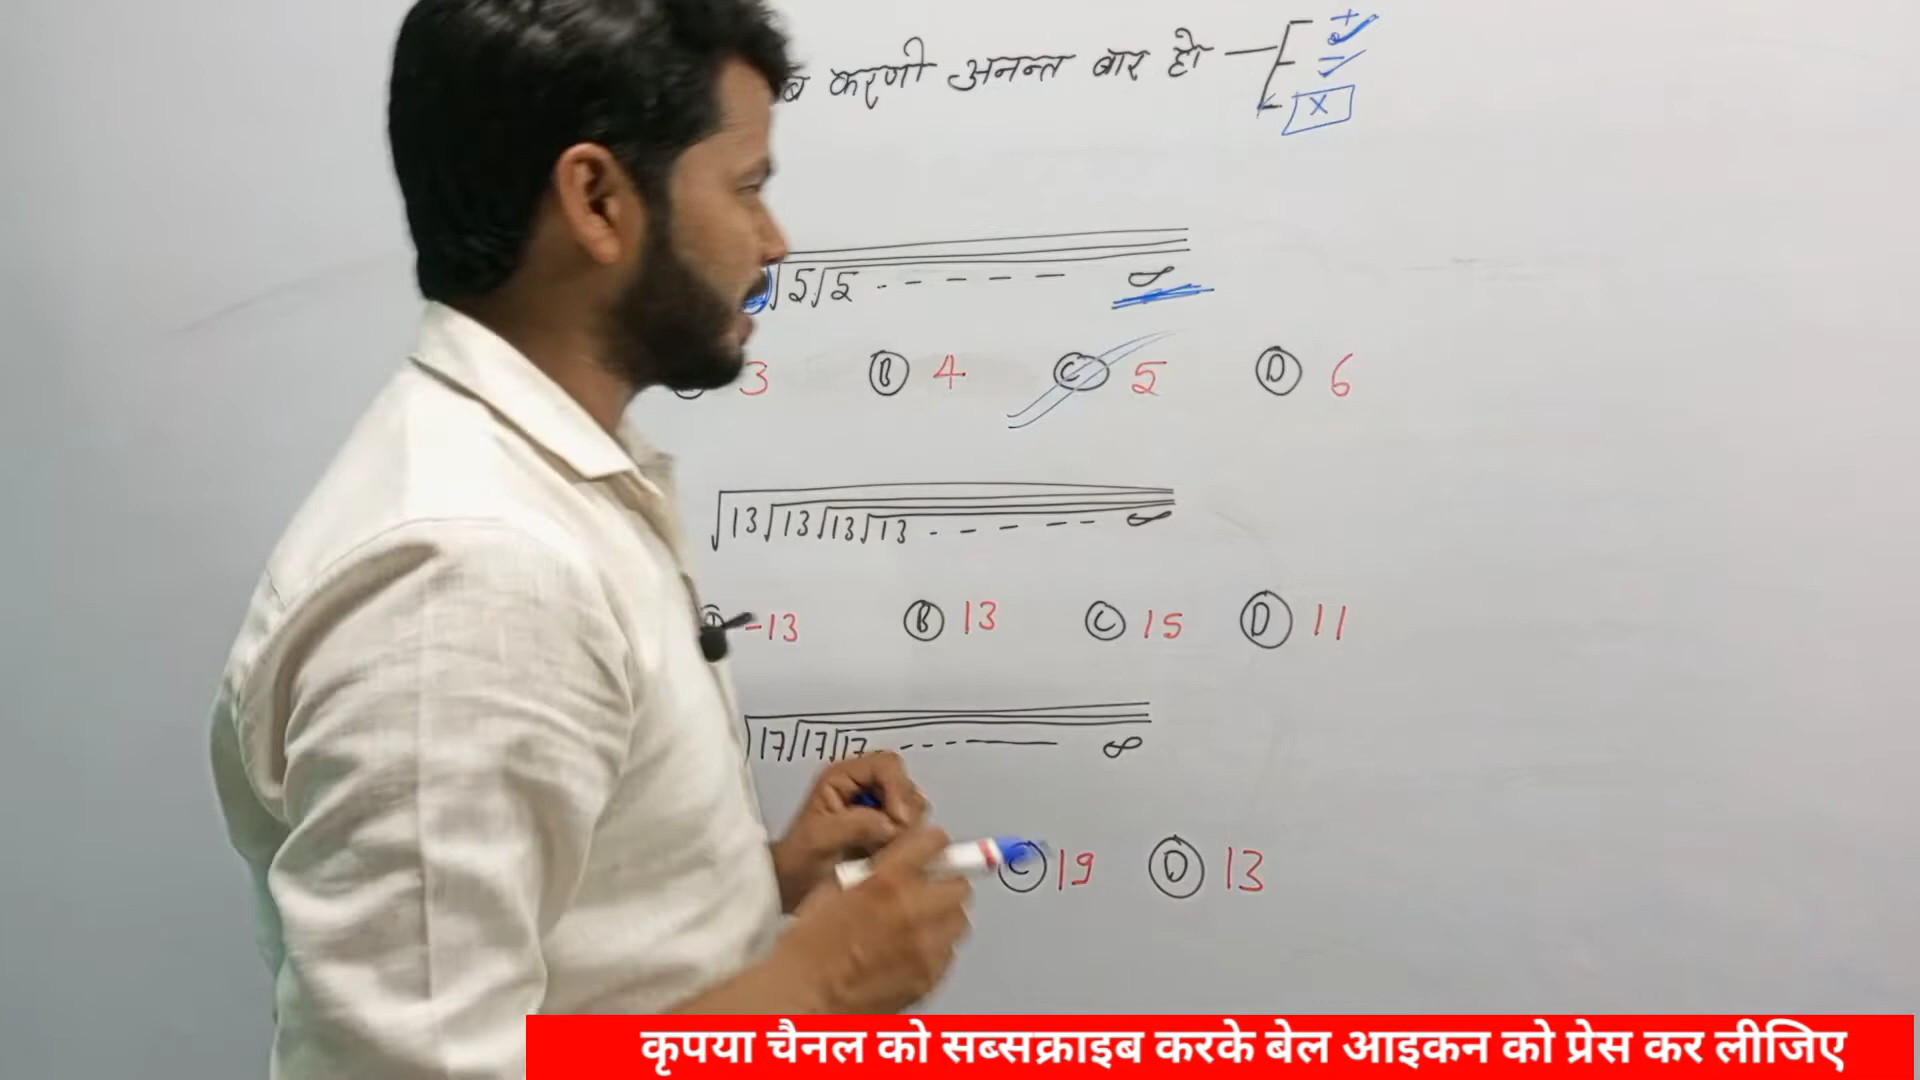 करणी अनन्त बार हो — + − ×
√5√5 - - - - - ∞
3 Ⓑ 4 Ⓒ 5 Ⓓ 6
√13√13√13√13 - - - - - ∞
-13 Ⓑ 13 Ⓒ 15 Ⓓ 11
√17√17√17 - - - - - ∞
Ⓒ 19 Ⓓ 13
कृपया चैनल को सब्सक्राइब करके बेल आइकन को प्रेस कर लीजिए